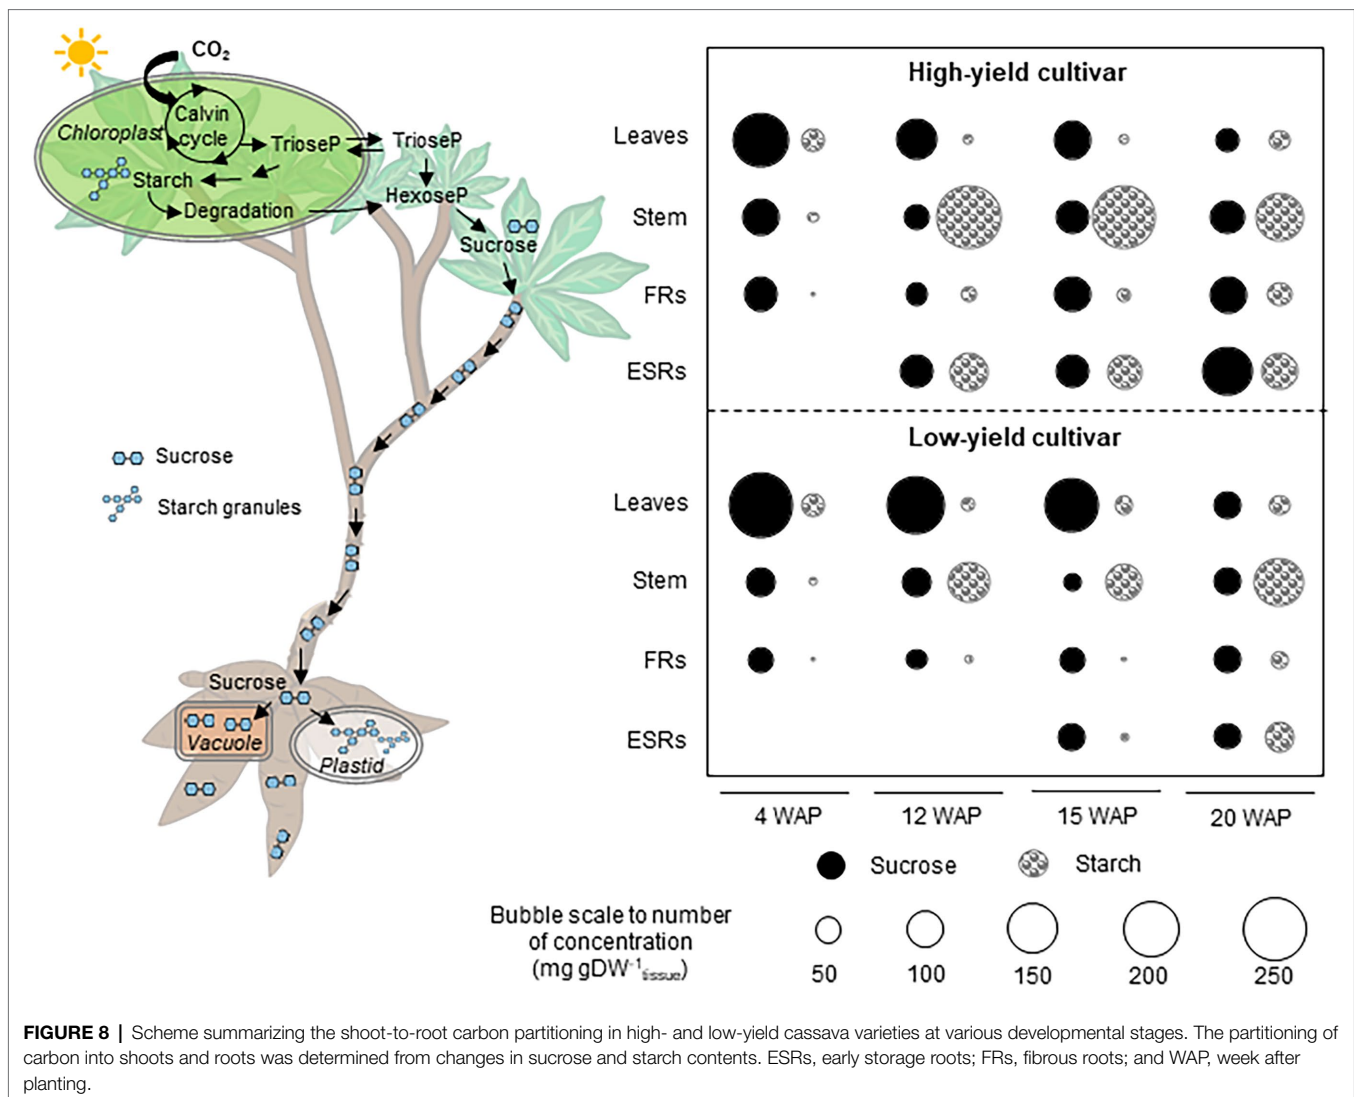 CO₂
Calvin
cycle
Chloroplast
TrioseP
TrioseP
Starch
Degradation
HexoseP
Sucrose
Sucrose
Starch granules
Sucrose
Vacuole
Plastid
High-yield cultivar
Leaves
Stem
FRs
ESRs
Low-yield cultivar
Leaves
Stem
FRs
ESRs
4 WAP
12 WAP
15 WAP
20 WAP
Sucrose
Starch
Bubble scale to number
of concentration
(mg gDW⁻¹tissue)
50
100
150
200
250
FIGURE 8 | Scheme summarizing the shoot-to-root carbon partitioning in high- and low-yield cassava varieties at various developmental stages. The partitioning of
carbon into shoots and roots was determined from changes in sucrose and starch contents. ESRs, early storage roots; FRs, fibrous roots; and WAP, week after
planting.